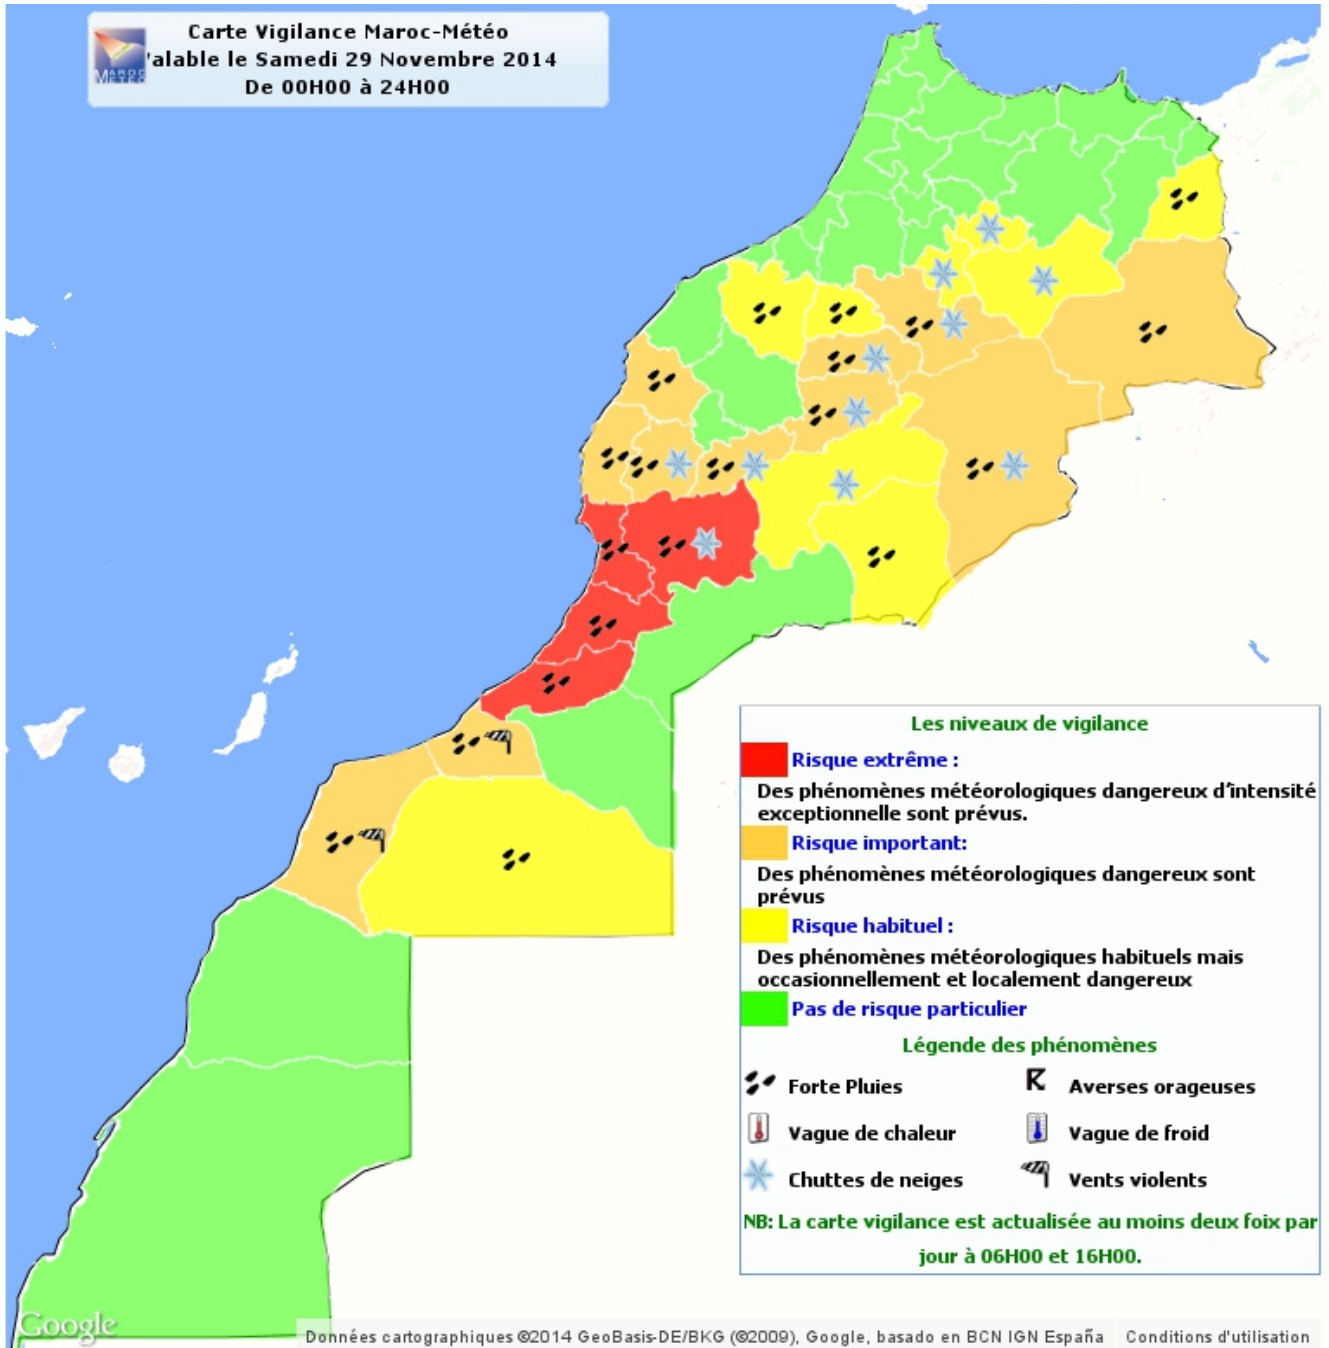 Carte Vigilance Maroc-Météo
alable le Samedi 29 Novembre 2014
De 00H00 à 24H00
MAROC
METEO
Les niveaux de vigilance
Risque extrême :
Des phénomènes météorologiques dangereux d'intensité
exceptionnelle sont prévus.
Risque important:
Des phénomènes météorologiques dangereux sont
prévus
Risque habituel :
Des phénomènes météorologiques habituels mais
occasionnellement et localement dangereux
Pas de risque particulier
Légende des phénomènes
Forte Pluies
Averses orageuses
Vague de chaleur
Vague de froid
Chuttes de neiges
Vents violents
NB: La carte vigilance est actualisée au moins deux foix par
jour à 06H00 et 16H00.
Google
Données cartographiques ©2014 GeoBasis-DE/BKG (©2009), Google, basado en BCN IGN España
Conditions d'utilisation